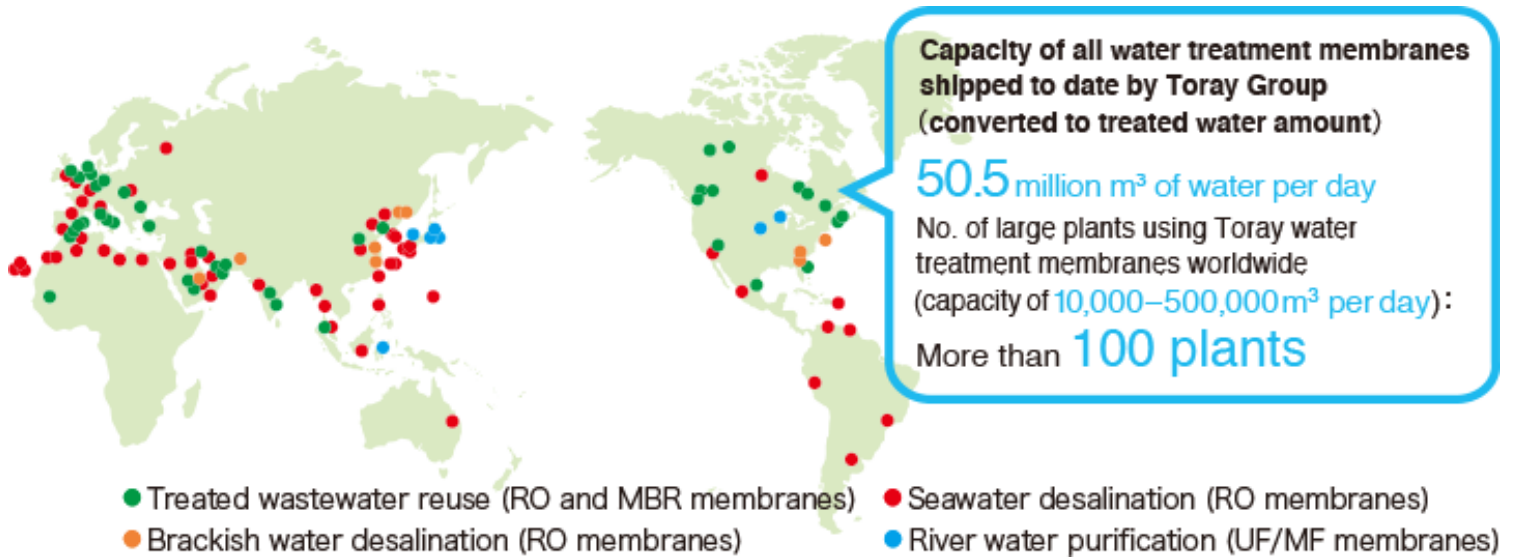 Capacity of all water treatment membranes
shipped to date by Toray Group
(converted to treated water amount)
50.5 million m³ of water per day
No. of large plants using Toray water
treatment membranes worldwide
(capacity of 10,000–500,000 m³ per day):
More than 100 plants
Treated wastewater reuse (RO and MBR membranes)
Seawater desalination (RO membranes)
Brackish water desalination (RO membranes)
River water purification (UF/MF membranes)